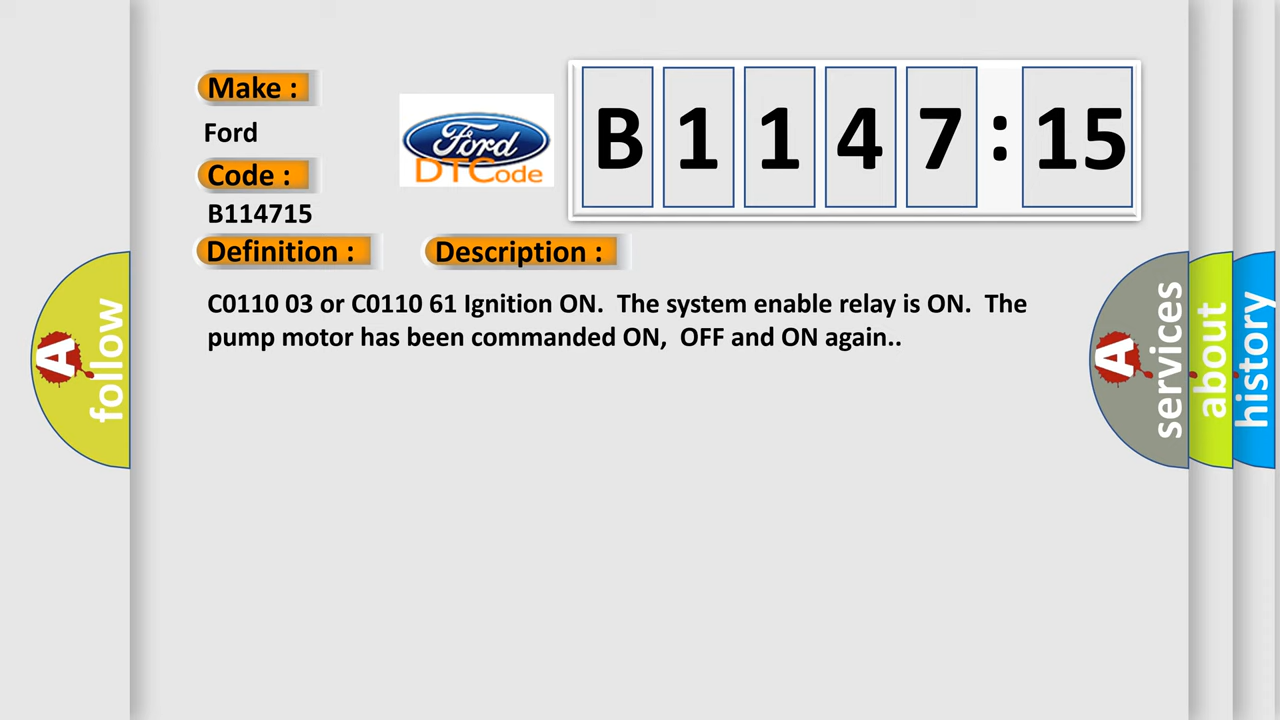 Make :
Ford
Code :
B114715
Ford
DTCode
B 1 1 4 7 : 15
Definition :
Description :
C0110 03 or C0110 61 Ignition ON.  The system enable relay is ON.  The
pump motor has been commanded ON,  OFF and ON again..
A follow
A services
about
history